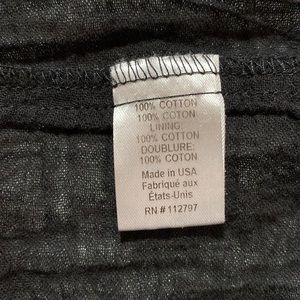 100% COTTON
100% COTON
LINING:
100% COTTON
DOUBLURE:
100% COTON
Made in USA
Fabriqué aux
États-Unis
RN # 112797